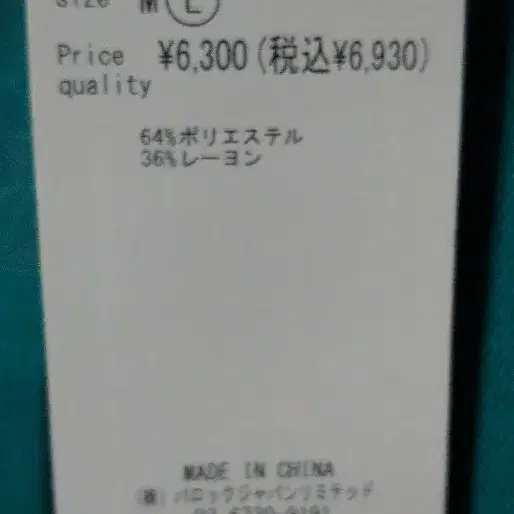 Size M L
Price ¥6,300(税込¥6,930)
quality
64%ポリエステル
36%レーヨン
MADE IN CHINA
(株)バロックジャパンリミテッド